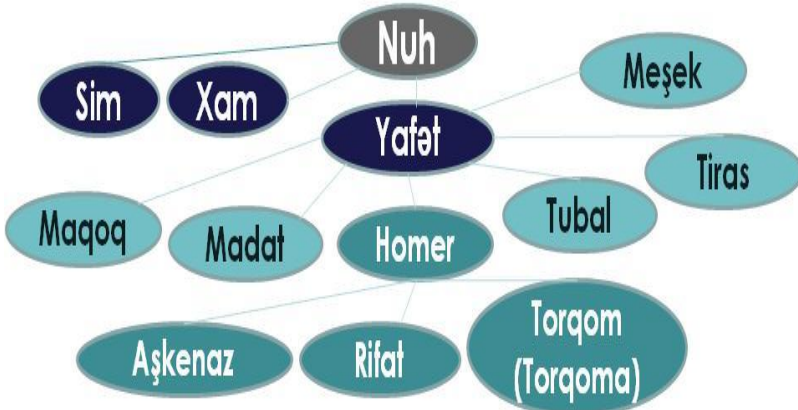 Nuh
Sim
Xam
Meşek
Yafət
Tiras
Maqoq
Madat
Homer
Tubal
Aşkenaz
Rifat
Torqom
(Torqoma)